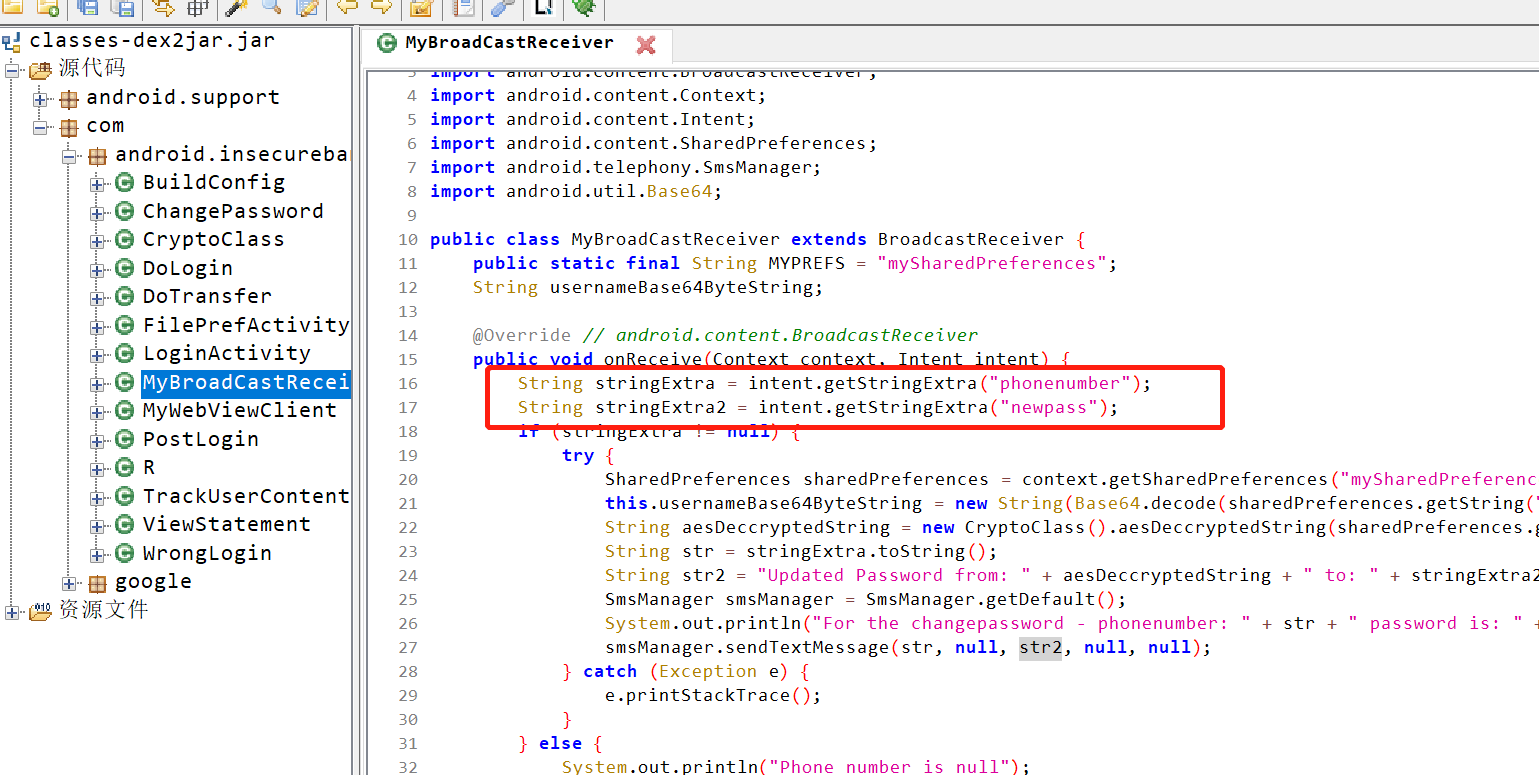 classes-dex2jar.jar
源代码
android.support
com
android.insecureba
BuildConfig
ChangePassword
CryptoClass
DoLogin
DoTransfer
FilePrefActivity
LoginActivity
MyBroadCastRecei
MyWebViewClient
PostLogin
R
TrackUserContent
ViewStatement
WrongLogin
google
资源文件
MyBroadCastReceiver
3 import android.content.BroadcastReceiver;
4 import android.content.Context;
5 import android.content.Intent;
6 import android.content.SharedPreferences;
7 import android.telephony.SmsManager;
8 import android.util.Base64;
9
10 public class MyBroadCastReceiver extends BroadcastReceiver {
11 public static final String MYPREFS = "mySharedPreferences";
12 String usernameBase64ByteString;
13
14 @Override // android.content.BroadcastReceiver
15 public void onReceive(Context context, Intent intent) {
16 String stringExtra = intent.getStringExtra("phonenumber");
17 String stringExtra2 = intent.getStringExtra("newpass");
18 if (stringExtra != null) {
19 try {
20 SharedPreferences sharedPreferences = context.getSharedPreferences("mySharedPreferenc
21 this.usernameBase64ByteString = new String(Base64.decode(sharedPreferences.getString("
22 String aesDeccryptedString = new CryptoClass().aesDeccryptedString(sharedPreferences.g
23 String str = stringExtra.toString();
24 String str2 = "Updated Password from: " + aesDeccryptedString + " to: " + stringExtra2
25 SmsManager smsManager = SmsManager.getDefault();
26 System.out.println("For the changepassword - phonenumber: " + str + " password is: " +
27 smsManager.sendTextMessage(str, null, str2, null, null);
28 } catch (Exception e) {
29 e.printStackTrace();
30 }
31 } else {
32 System.out.println("Phone number is null");